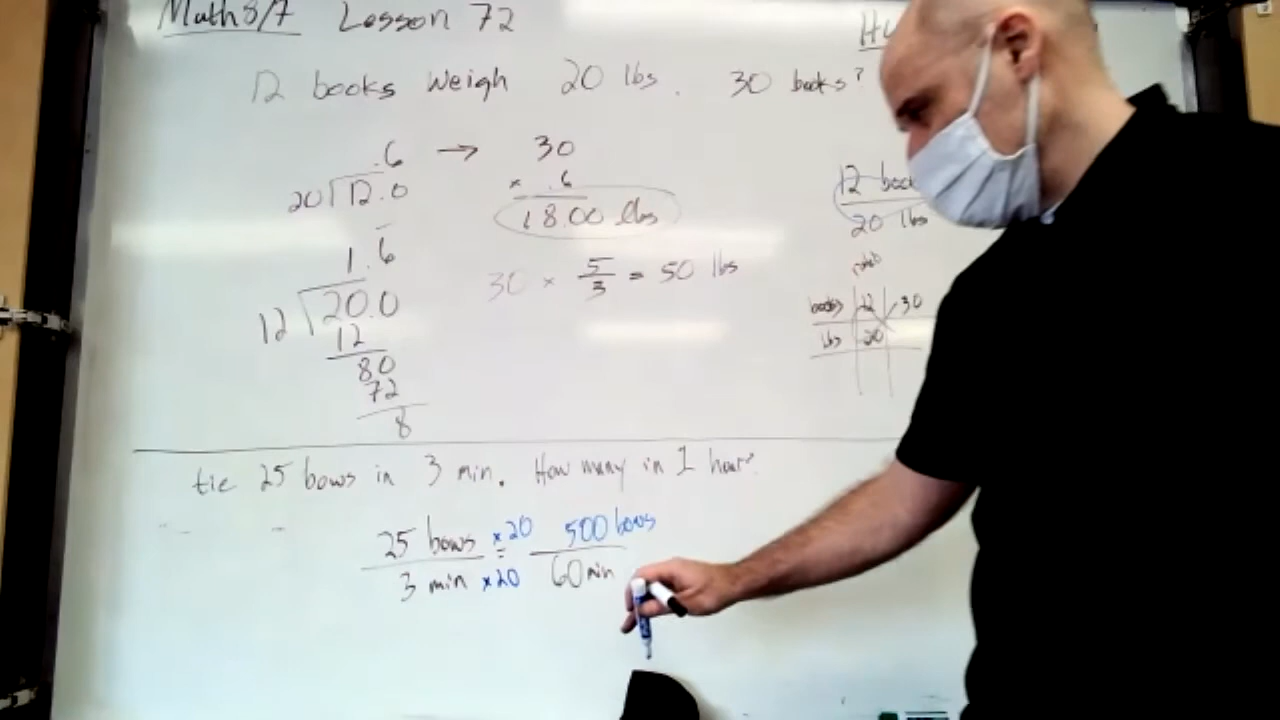 Math 8/7 Lesson 72
12 books weigh 20 lbs. 30 books?
.6 → 30
20 12.0
x .6
18.00 lbs
1.6
12 20.0
12
80
72
8
30 x 5/3 = 50 lbs
12
20 lbs
ratio
books 12 30
lbs 20
tie 25 bows in 3 min. How many in 1 hour?
25 bows x20 = 500 bows
3 min x20 60 min